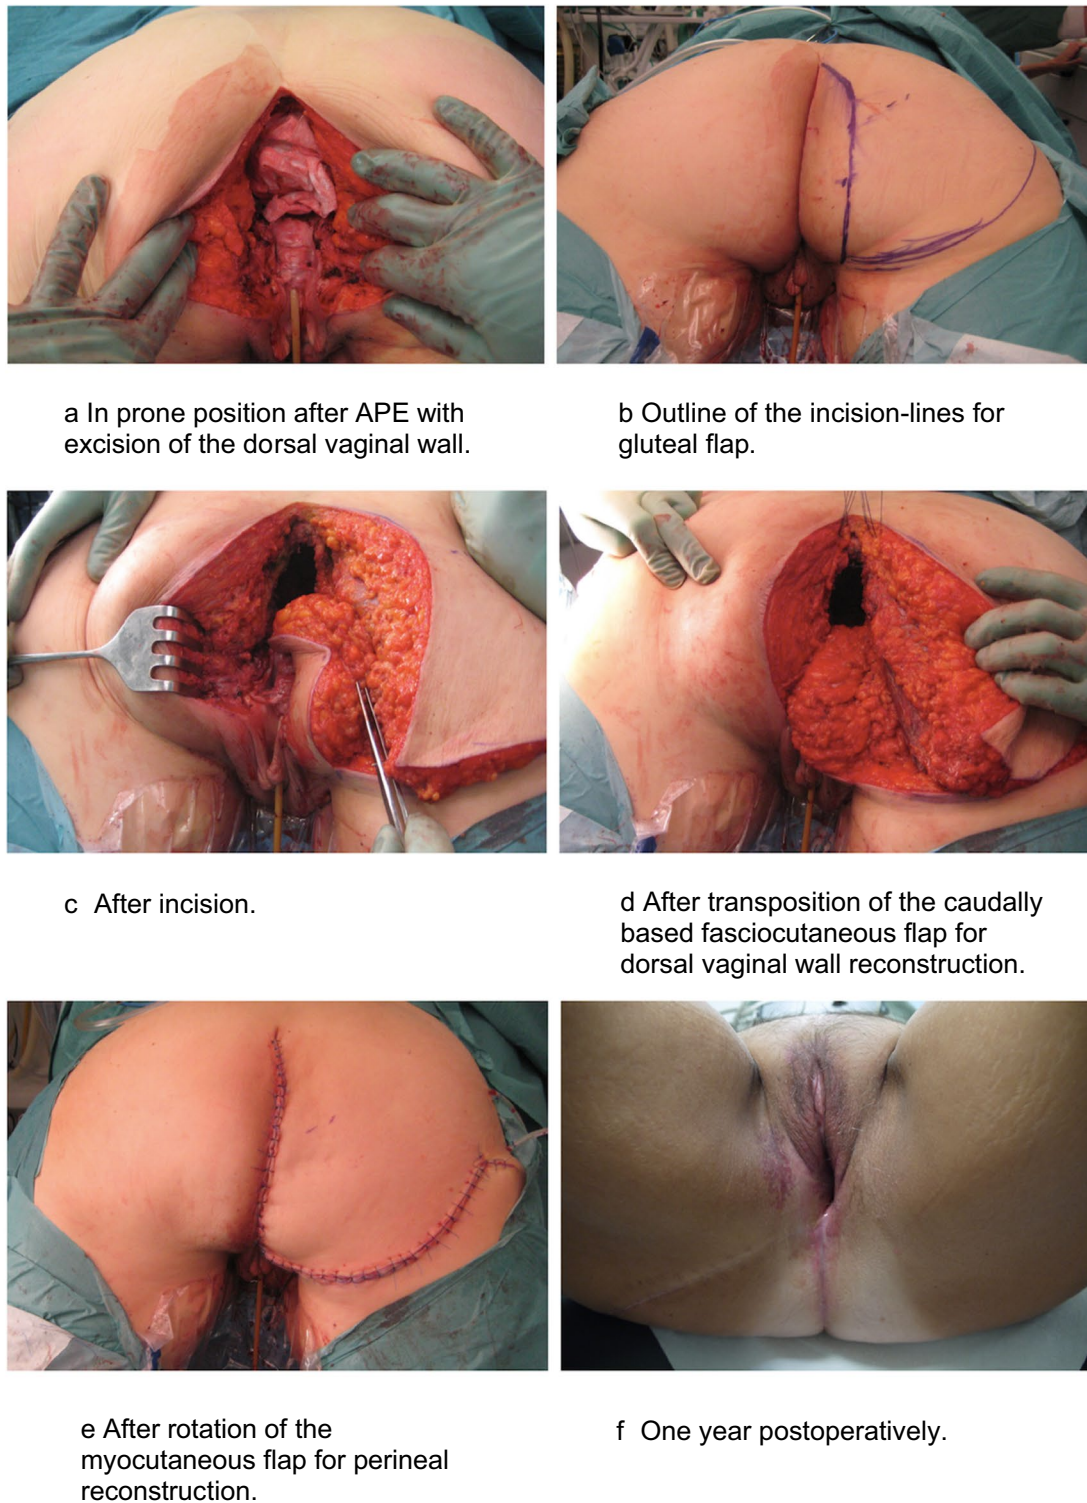 a In prone position after APE with
excision of the dorsal vaginal wall.
b Outline of the incision-lines for
gluteal flap.
c After incision.
d After transposition of the caudally
based fasciocutaneous flap for
dorsal vaginal wall reconstruction.
e After rotation of the
myocutaneous flap for perineal
reconstruction.
f One year postoperatively.